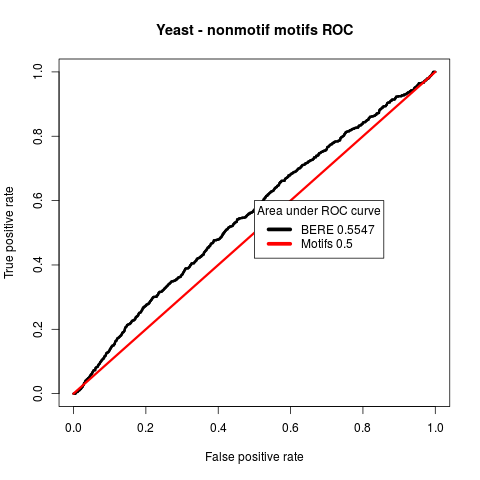 Yeast - nonmotif motifs ROC
True positive rate
1.0
0.8
0.6
0.4
0.2
0.0
Area under ROC curve
BERE 0.5547
Motifs 0.5
0.0 0.2 0.4 0.6 0.8 1.0
False positive rate